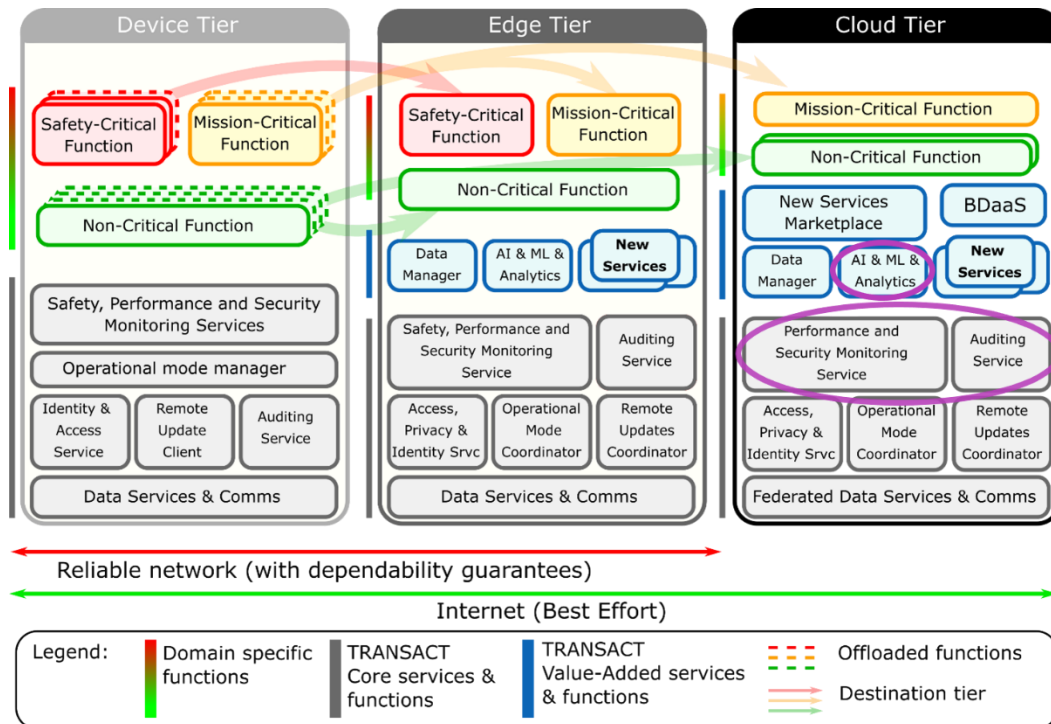 Device Tier
Safety-Critical
Function
Mission-Critical
Function
Non-Critical Function
Safety, Performance and Security
Monitoring Services
Operational mode manager
Identity &
Access
Service
Remote
Update
Client
Auditing
Service
Data Services & Comms
Edge Tier
Safety-Critical
Function
Mission-Critical
Function
Non-Critical Function
Data
Manager
AI & ML &
Analytics
New
Services
Safety, Performance and
Security Monitoring
Service
Auditing
Service
Access,
Privacy &
Identity Srvc
Operational
Mode
Coordinator
Remote
Updates
Coordinator
Data Services & Comms
Cloud Tier
Mission-Critical Function
Non-Critical Function
New Services
Marketplace
BDaaS
Data
Manager
AI & ML &
Analytics
New
Services
Performance and
Security Monitoring
Service
Auditing
Service
Access,
Privacy &
Identity Srvc
Operational
Mode
Coordinator
Remote
Updates
Coordinator
Federated Data Services & Comms
Reliable network (with dependability guarantees)
Internet (Best Effort)
Legend:
Domain specific
functions
TRANSACT
Core services &
functions
TRANSACT
Value-Added services
& functions
Offloaded functions
Destination tier